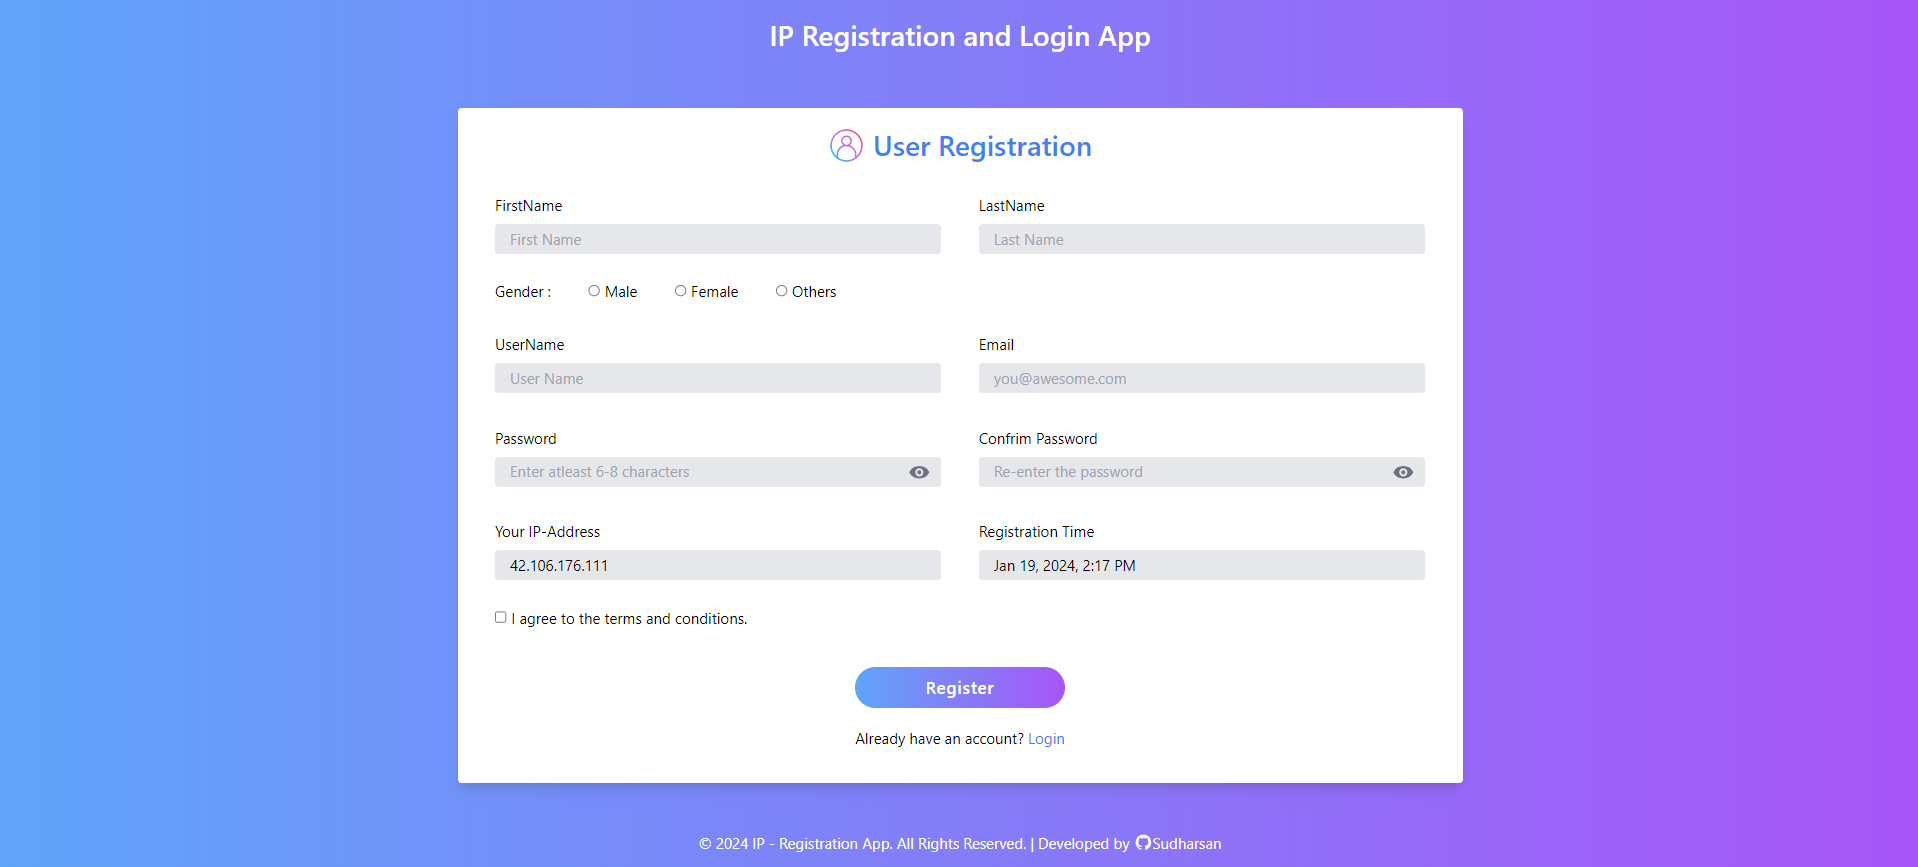 IP Registration and Login App
User Registration
FirstName LastName
First Name Last Name
Gender : Male Female Others
UserName Email
User Name you@awesome.com
Password Confrim Password
Enter atleast 6-8 characters Re-enter the password
Your IP-Address Registration Time
42.106.176.111 Jan 19, 2024, 2:17 PM
I agree to the terms and conditions.
Register
Already have an account? Login
© 2024 IP - Registration App. All Rights Reserved. | Developed by Sudharsan